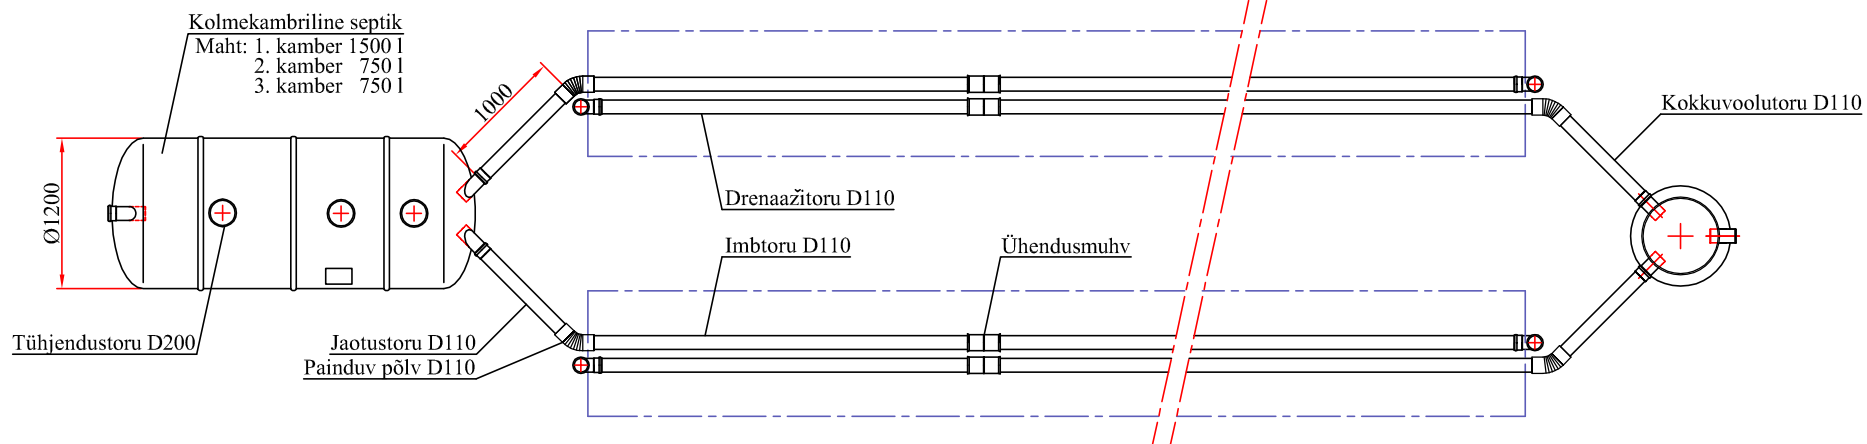 Kolmekambriline septik
Maht: 1. kamber 1500 l
2. kamber 750 l
3. kamber 750 l
1000
Ø1200
Kokkuvoolutoru D110
Drenaažitoru D110
Imbtoru D110
Ühendusmuhv
Tühjendustoru D200
Jaotustoru D110
Painduv põlv D110